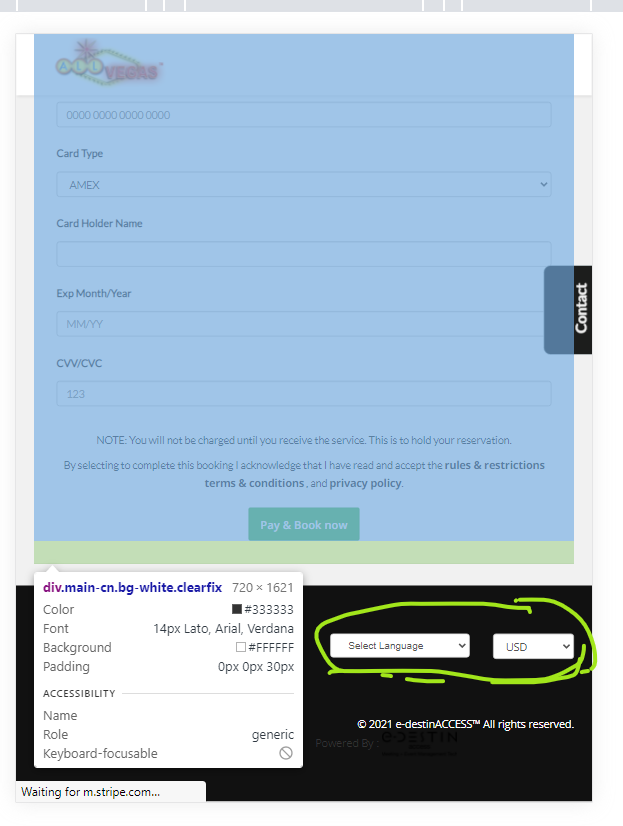 ALL
VEGAS
0000 0000 0000 0000
Card Type
AMEX
Card Holder Name
Exp Month/Year
Contact
MM/YY
CVV/CVC
123
NOTE: You will not be charged until you receive the service. This is to hold your reservation.
By selecting to complete this booking I acknowledge that I have read and accept the rules & restrictions
terms & conditions , and privacy policy.
Pay & Book now
div.main-cn.bg-white.clearfix 720 × 1621
Color #333333
Font 14px Lato, Arial, Verdana
Background #FFFFFF
Padding 0px 0px 30px
ACCESSIBILITY
Name
Role generic
Keyboard-focusable
Select Language USD
© 2021 e-destinACCESS™ All rights reserved.
Powered By : E-DESTIN
Waiting for m.stripe.com...